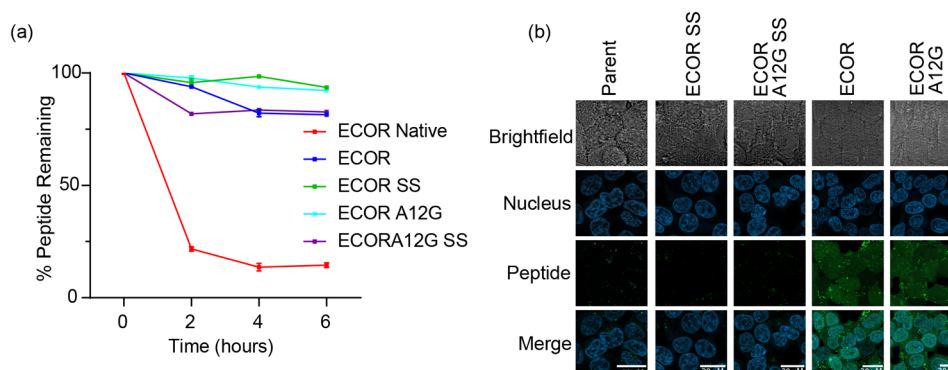 (a)
100
50
0
% Peptide Remaining
0 2 4 6
Time (hours)
ECOR Native
ECOR
ECOR SS
ECOR A12G
ECORA12G SS
(b)
Parent
ECOR SS
ECOR
A12G SS
ECOR
ECOR
A12G
Brightfield
Nucleus
Peptide
Merge